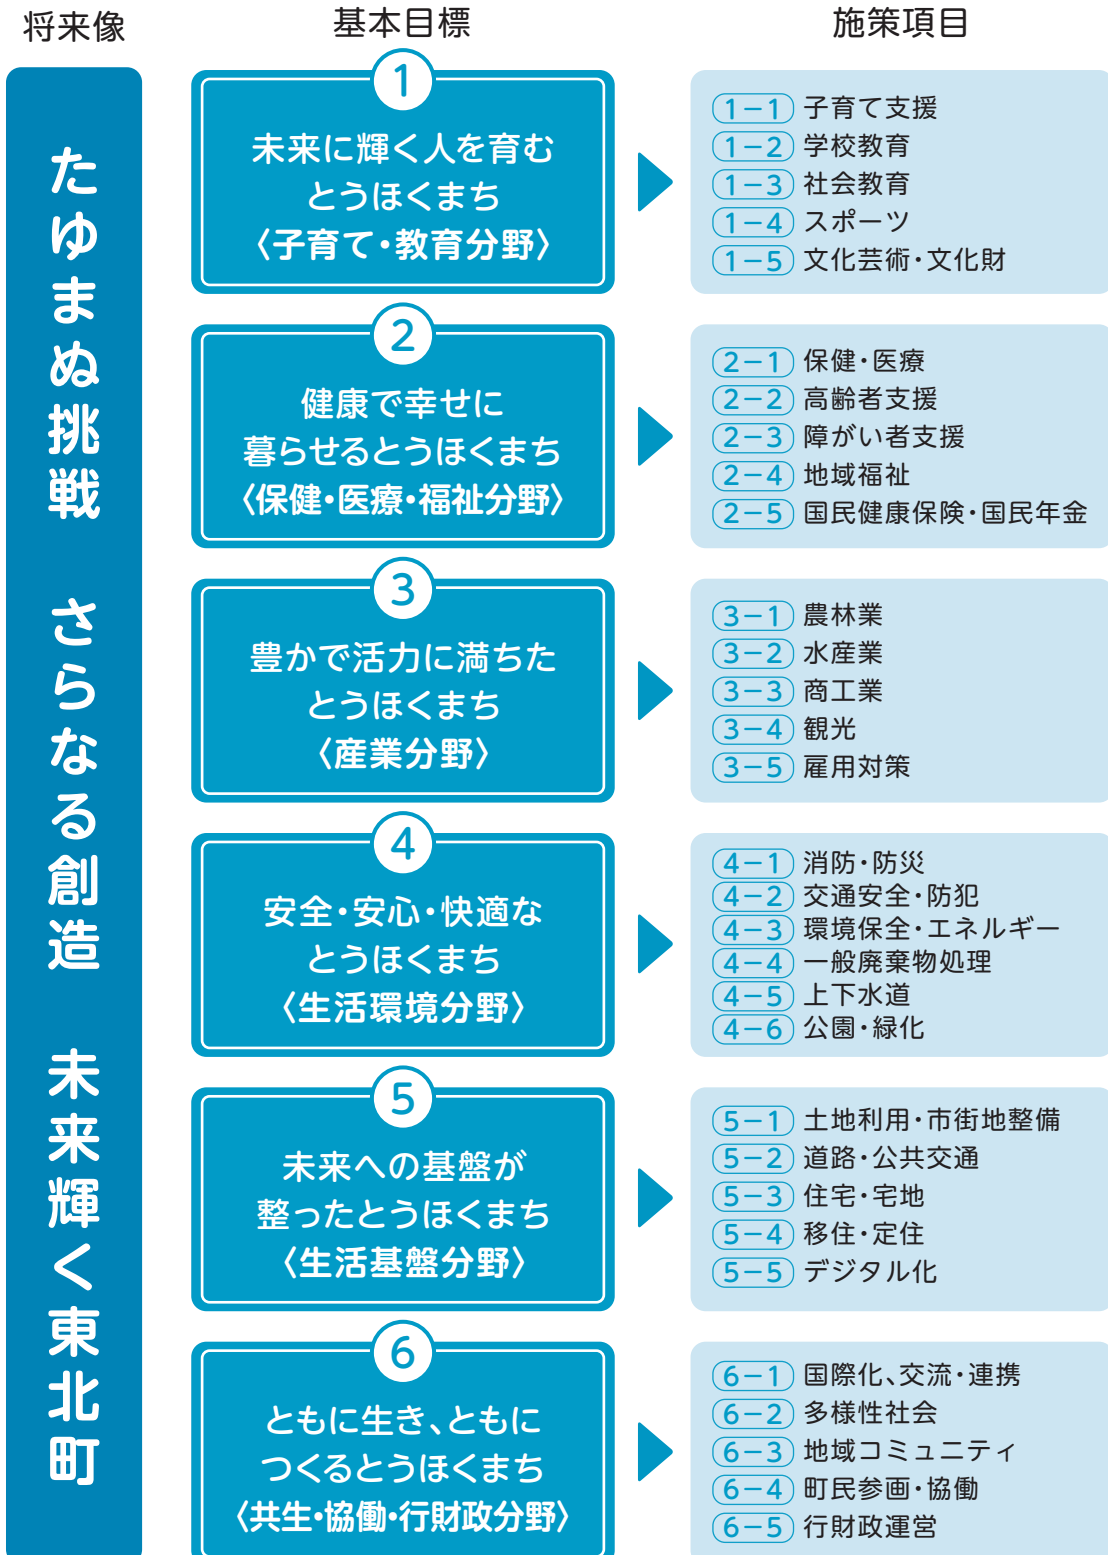 将来像
基本目標
施策項目
たゆまぬ挑戦 さらなる創造 未来輝く東北町
1
未来に輝く人を育む
とうほくまち
〈子育て・教育分野〉
1-1 子育て支援
1-2 学校教育
1-3 社会教育
1-4 スポーツ
1-5 文化芸術・文化財
2
健康で幸せに
暮らせるとうほくまち
〈保健・医療・福祉分野〉
2-1 保健・医療
2-2 高齢者支援
2-3 障がい者支援
2-4 地域福祉
2-5 国民健康保険・国民年金
3
豊かで活力に満ちた
とうほくまち
〈産業分野〉
3-1 農林業
3-2 水産業
3-3 商工業
3-4 観光
3-5 雇用対策
4
安全・安心・快適な
とうほくまち
〈生活環境分野〉
4-1 消防・防災
4-2 交通安全・防犯
4-3 環境保全・エネルギー
4-4 一般廃棄物処理
4-5 上下水道
4-6 公園・緑化
5
未来への基盤が
整ったとうほくまち
〈生活基盤分野〉
5-1 土地利用・市街地整備
5-2 道路・公共交通
5-3 住宅・宅地
5-4 移住・定住
5-5 デジタル化
6
ともに生き、ともに
つくるとうほくまち
〈共生・協働・行財政分野〉
6-1 国際化、交流・連携
6-2 多様性社会
6-3 地域コミュニティ
6-4 町民参画・協働
6-5 行財政運営